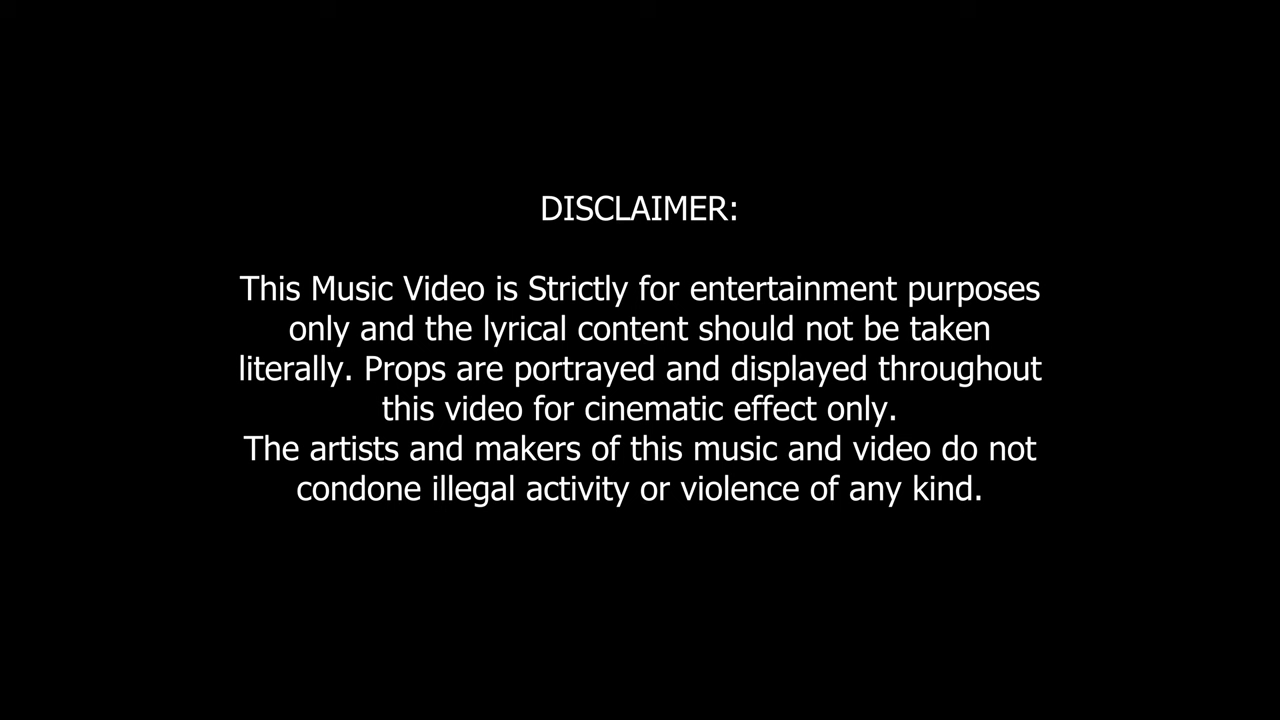 DISCLAIMER:
This Music Video is Strictly for entertainment purposes
only and the lyrical content should not be taken
literally. Props are portrayed and displayed throughout
this video for cinematic effect only.
The artists and makers of this music and video do not
condone illegal activity or violence of any kind.